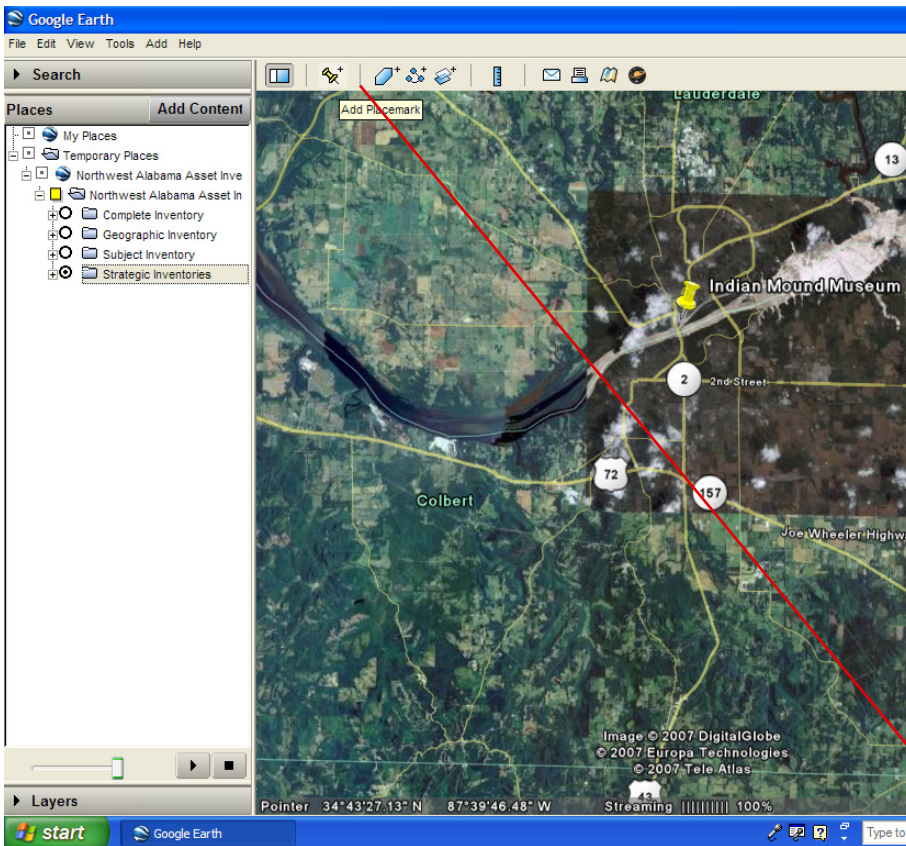 Google Earth
File Edit View Tools Add Help
Search
Places Add Content
Add Placemark
My Places
Temporary Places
Northwest Alabama Asset Inve
Northwest Alabama Asset In
Complete Inventory
Geographic Inventory
Subject Inventory
Strategic Inventories
Lauderdale
13
Indian Mound Museum
2
2nd Street
72
157
Colbert
Joe Wheeler Highw
Image © 2007 DigitalGlobe
© 2007 Europa Technologies
© 2007 Tele Atlas
43
Layers
Pointer 34°43'27.13" N 87°39'46.48" W Streaming |||||||||| 100%
start Google Earth Type to